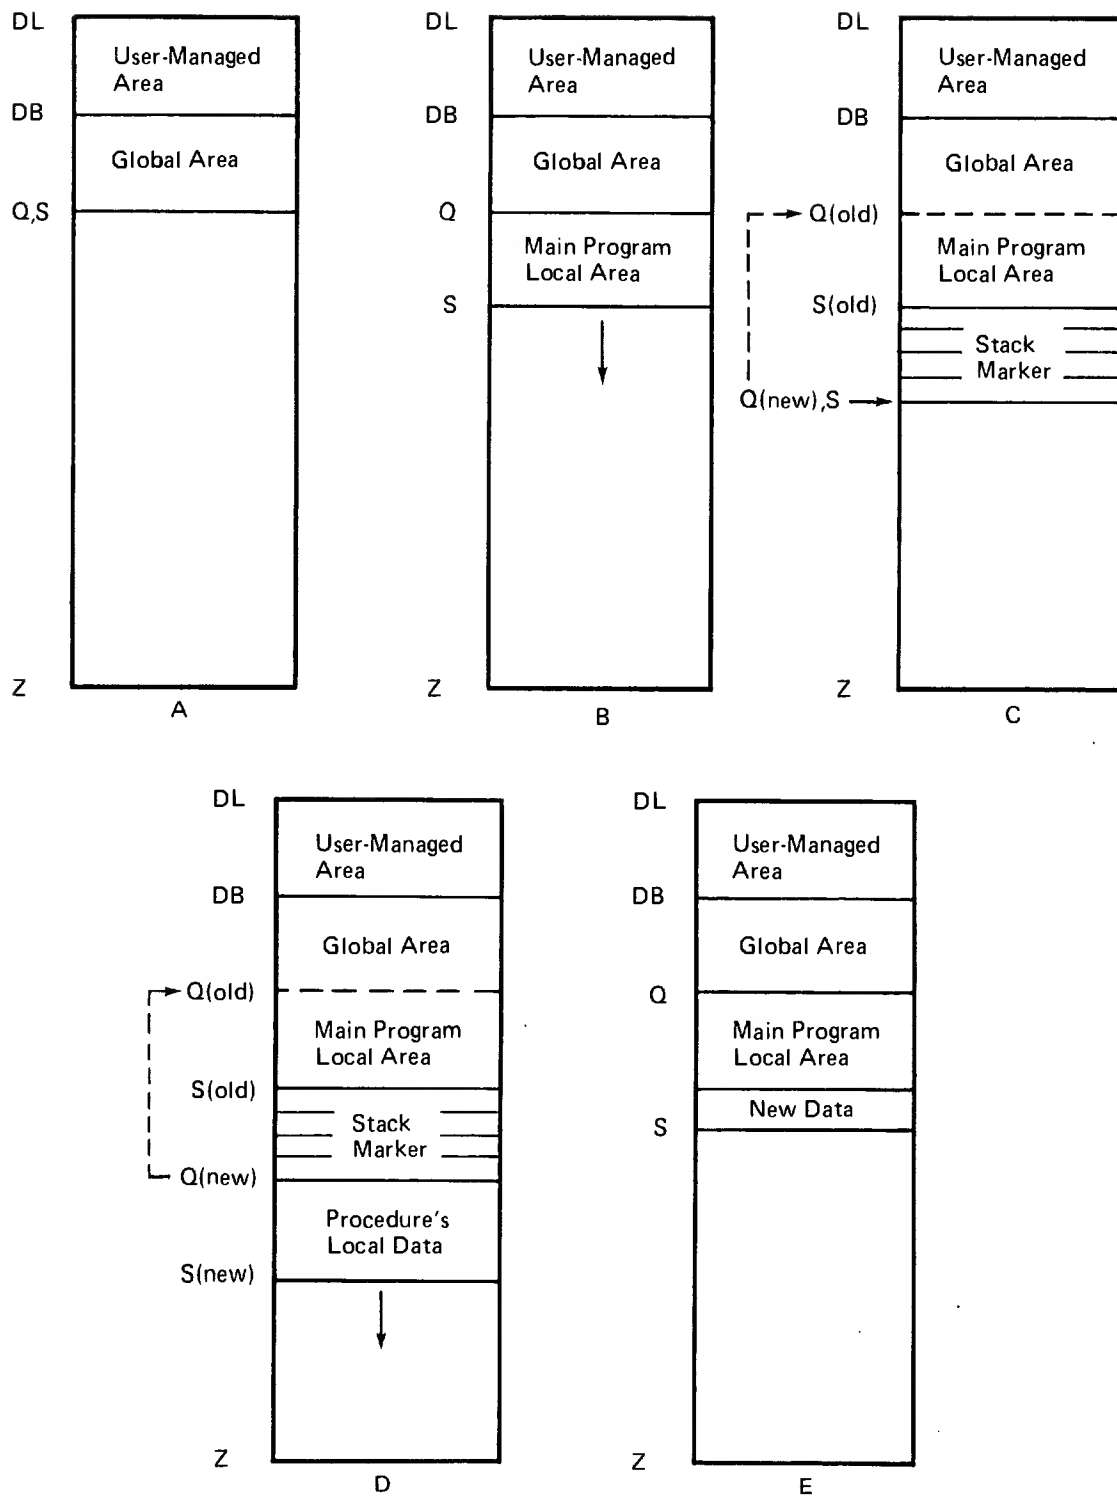 DL
User-Managed
Area
DB
Global Area
Q,S
Z
A
DL
User-Managed
Area
DB
Global Area
Q
Main Program
Local Area
S
Z
B
DL
User-Managed
Area
DB
Global Area
Q(old)
Main Program
Local Area
S(old)
Stack
Marker
Q(new),S
Z
C
DL
User-Managed
Area
DB
Global Area
Q(old)
Main Program
Local Area
S(old)
Stack
Marker
Q(new)
Procedure's
Local Data
S(new)
Z
D
DL
User-Managed
Area
DB
Global Area
Q
Main Program
Local Area
New Data
S
Z
E